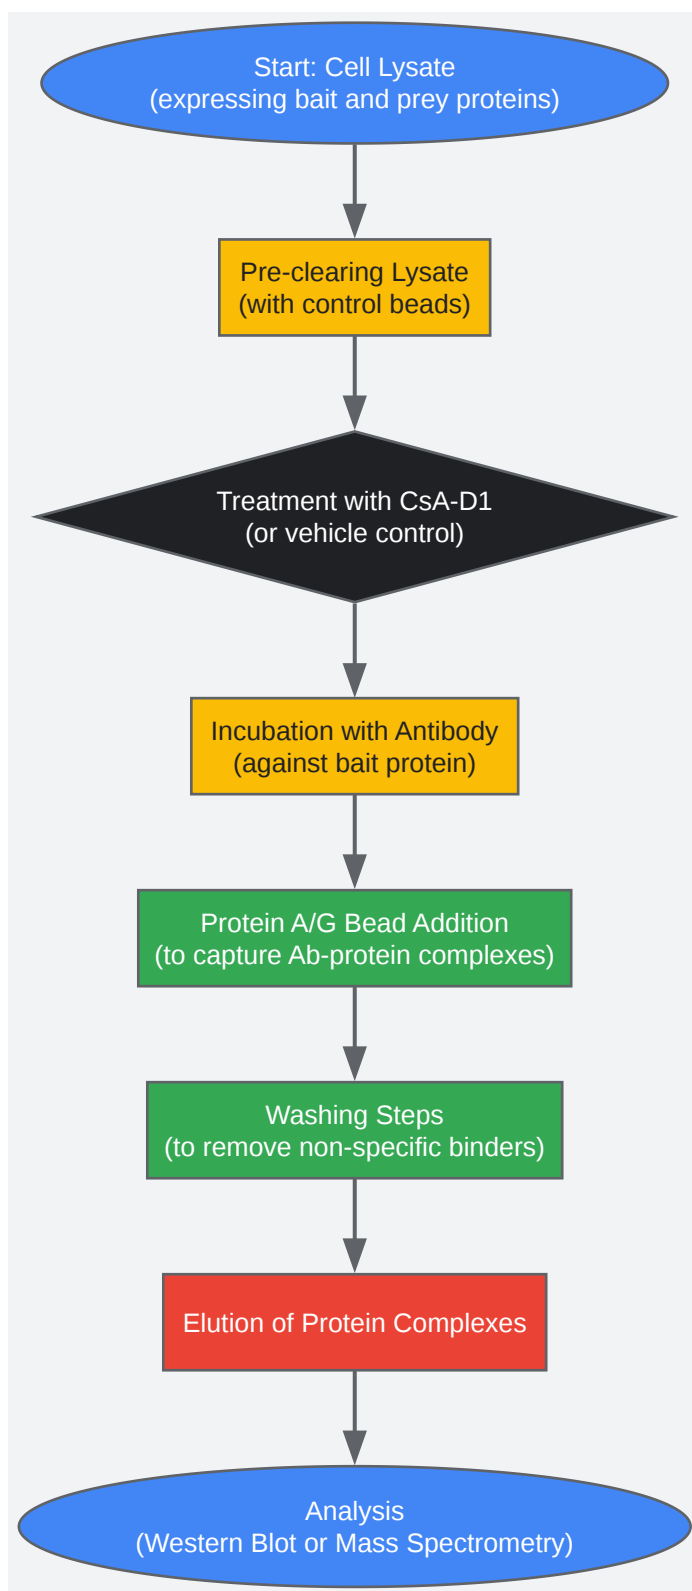 Start: Cell Lysate
(expressing bait and prey proteins)
Pre-clearing Lysate
(with control beads)
Treatment with CsA-D1
(or vehicle control)
Incubation with Antibody
(against bait protein)
Protein A/G Bead Addition
(to capture Ab-protein complexes)
Washing Steps
(to remove non-specific binders)
Elution of Protein Complexes
Analysis
(Western Blot or Mass Spectrometry)